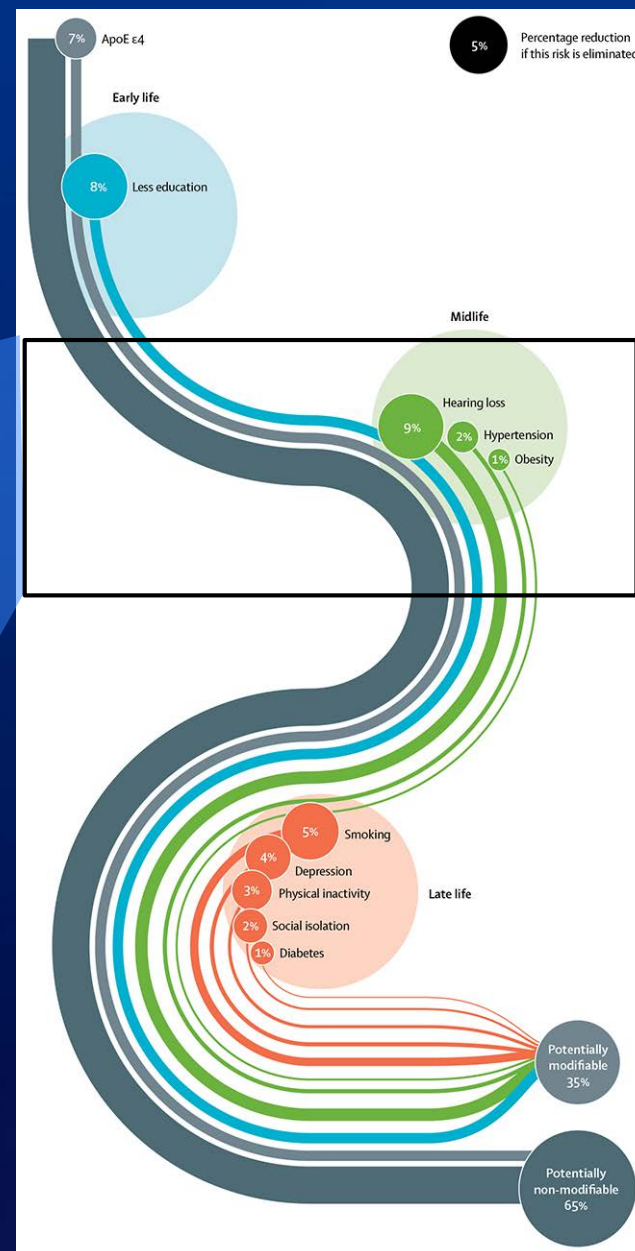 7%
ApoE ε4
5%
Percentage reduction
if this risk is eliminated
Early life
8%
Less education
Midlife
Hearing loss
9%
2%
Hypertension
1%
Obesity
5%
Smoking
4%
Depression
3%
Physical inactivity
Late life
2%
Social isolation
1%
Diabetes
Potentially
modifiable
35%
Potentially
non-modifiable
65%